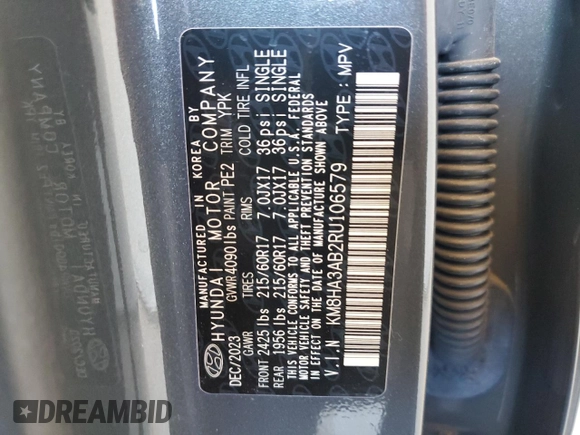 MANUFACTURED IN KOREA BY
HYUNDAI MOTOR COMPANY
DEC/2023 GVWR 4090 lbs PAINT PE2 TRIM YPK
GAWR TIRES RIMS COLD TIRE INFL
FRONT 2425 lbs 215/60R17 7.0JX17 36psi SINGLE
REAR 1956 lbs 215/60R17 7.0JX17 36psi SINGLE
THIS VEHICLE CONFORMS TO ALL APPLICABLE U.S.A. FEDERAL
MOTOR VEHICLE SAFETY AND THEFT PREVENTION STANDARDS
IN EFFECT ON THE DATE OF MANUFACTURE SHOWN ABOVE
V.I.N KM8HA3AB2RU106579 TYPE : MPV
DREAMBID